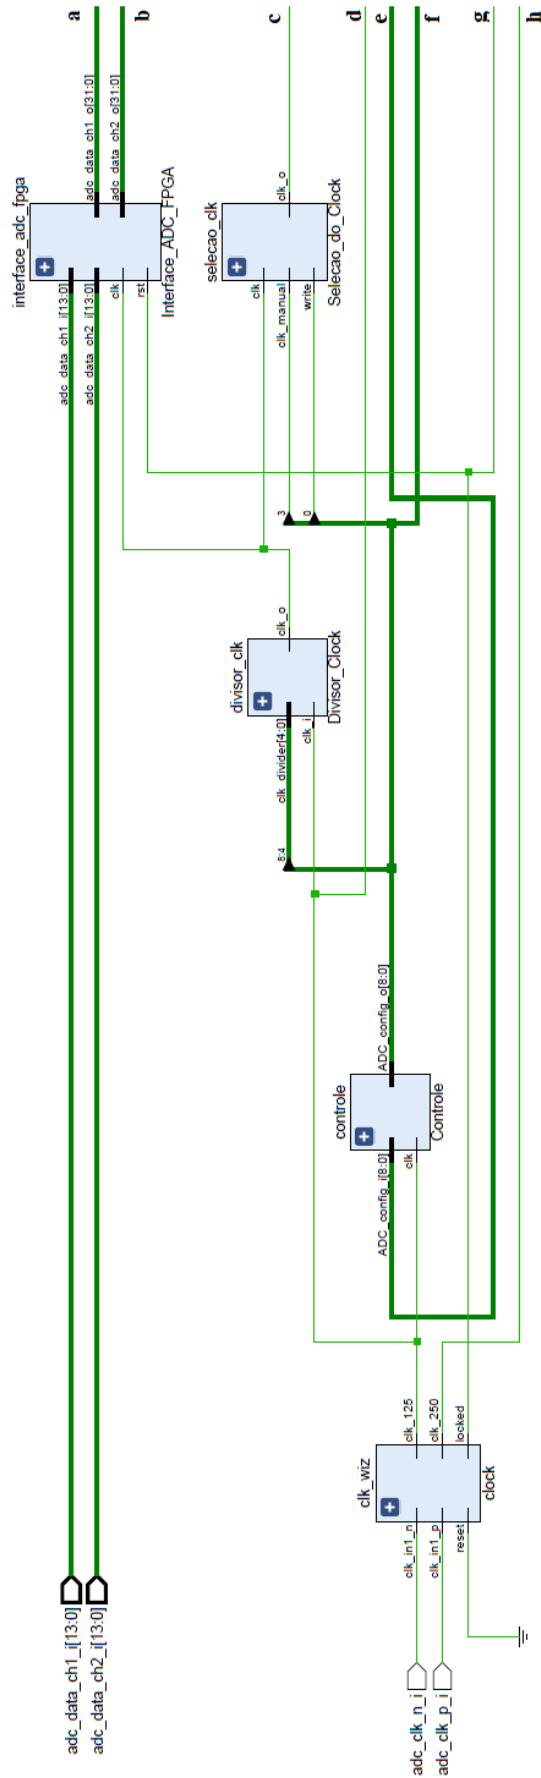 adc_data_ch1_i[13:0]
adc_data_ch2_i[13:0]
adc_clk_n_i
adc_clk_p_i
clk_wiz
clk_in1_n
clk_in1_p
reset
clk_125
clk_250
locked
clock
controle
ADC_config_i[8:0]
clk
ADC_config_o[8:0]
Controle
8:4
divisor_clk
clk_divider[4:0]
clk_i
clk_o
Divisor_Clock
3
0
interface_adc_fpga
adc_data_ch1_i[13:0]
adc_data_ch2_i[13:0]
clk
rst
adc_data_ch1_o[31:0]
adc_data_ch2_o[31:0]
Interface_ADC_FPGA
selecao_clk
clk
clk_manual
write
clk_o
Selecao_do_Clock
a
b
c
d
e
f
g
h